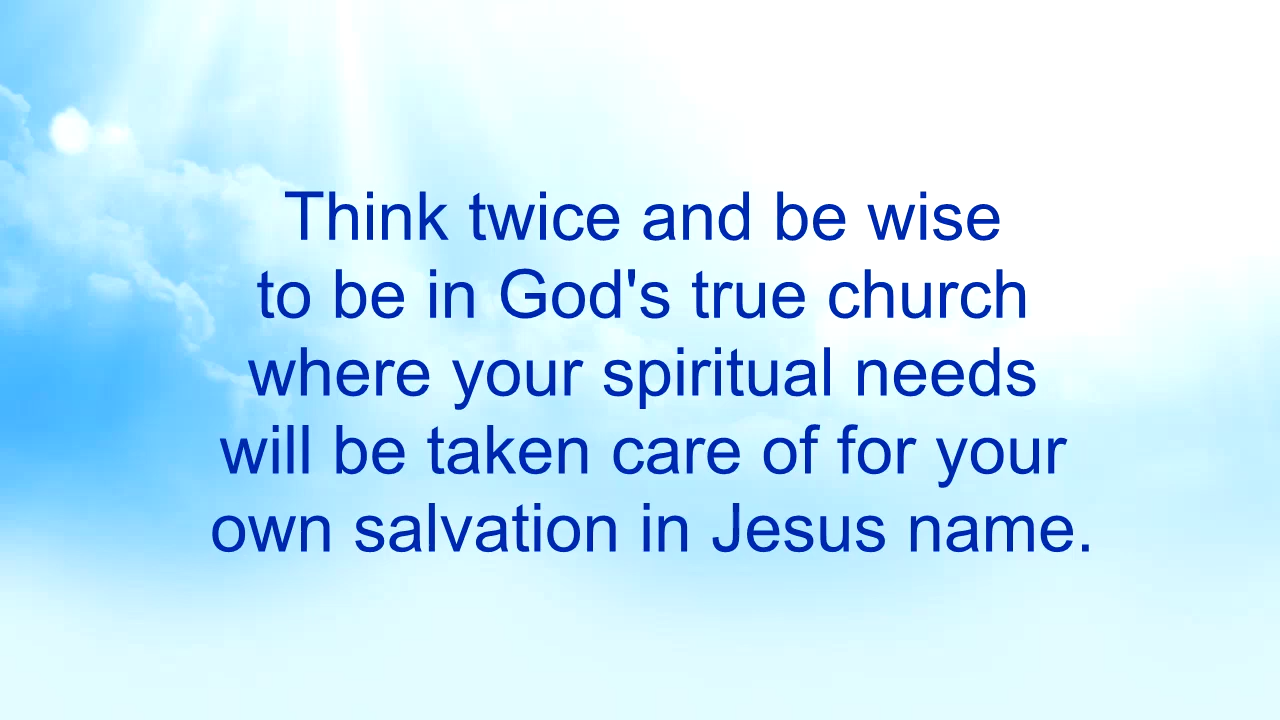 Think twice and be wise
to be in God's true church
where your spiritual needs
will be taken care of for your
own salvation in Jesus name.